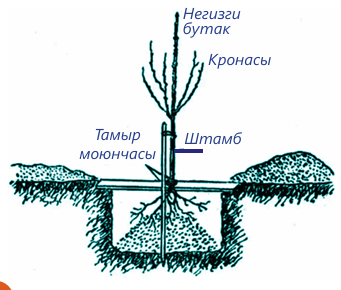 Негизги
бутак
Кронасы
Тамыр
моюнчасы
Штамб